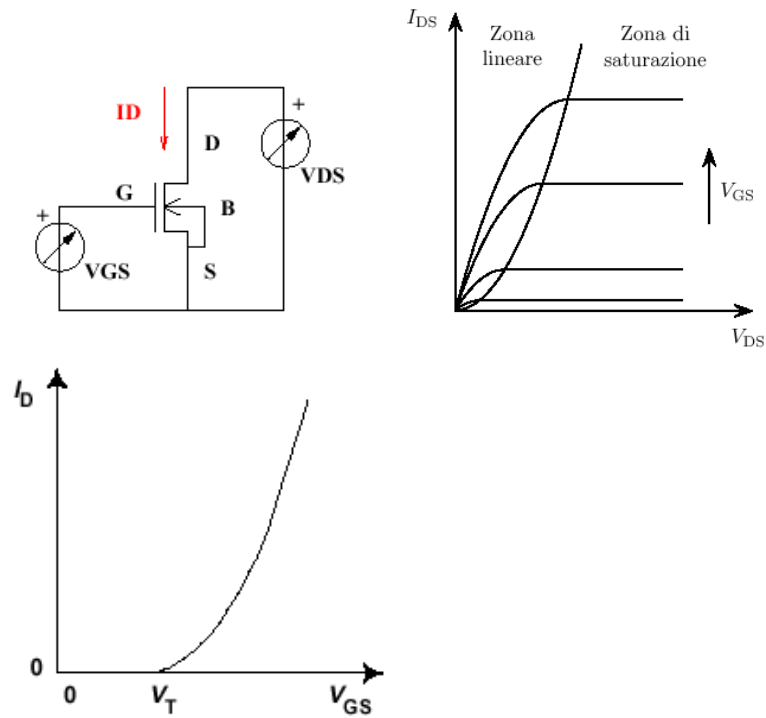 ID
+
D
VDS
G
B
+
VGS
S
I_DS
Zona lineare
Zona di saturazione
V_GS
V_DS
I_D
0
0
V_T
V_GS